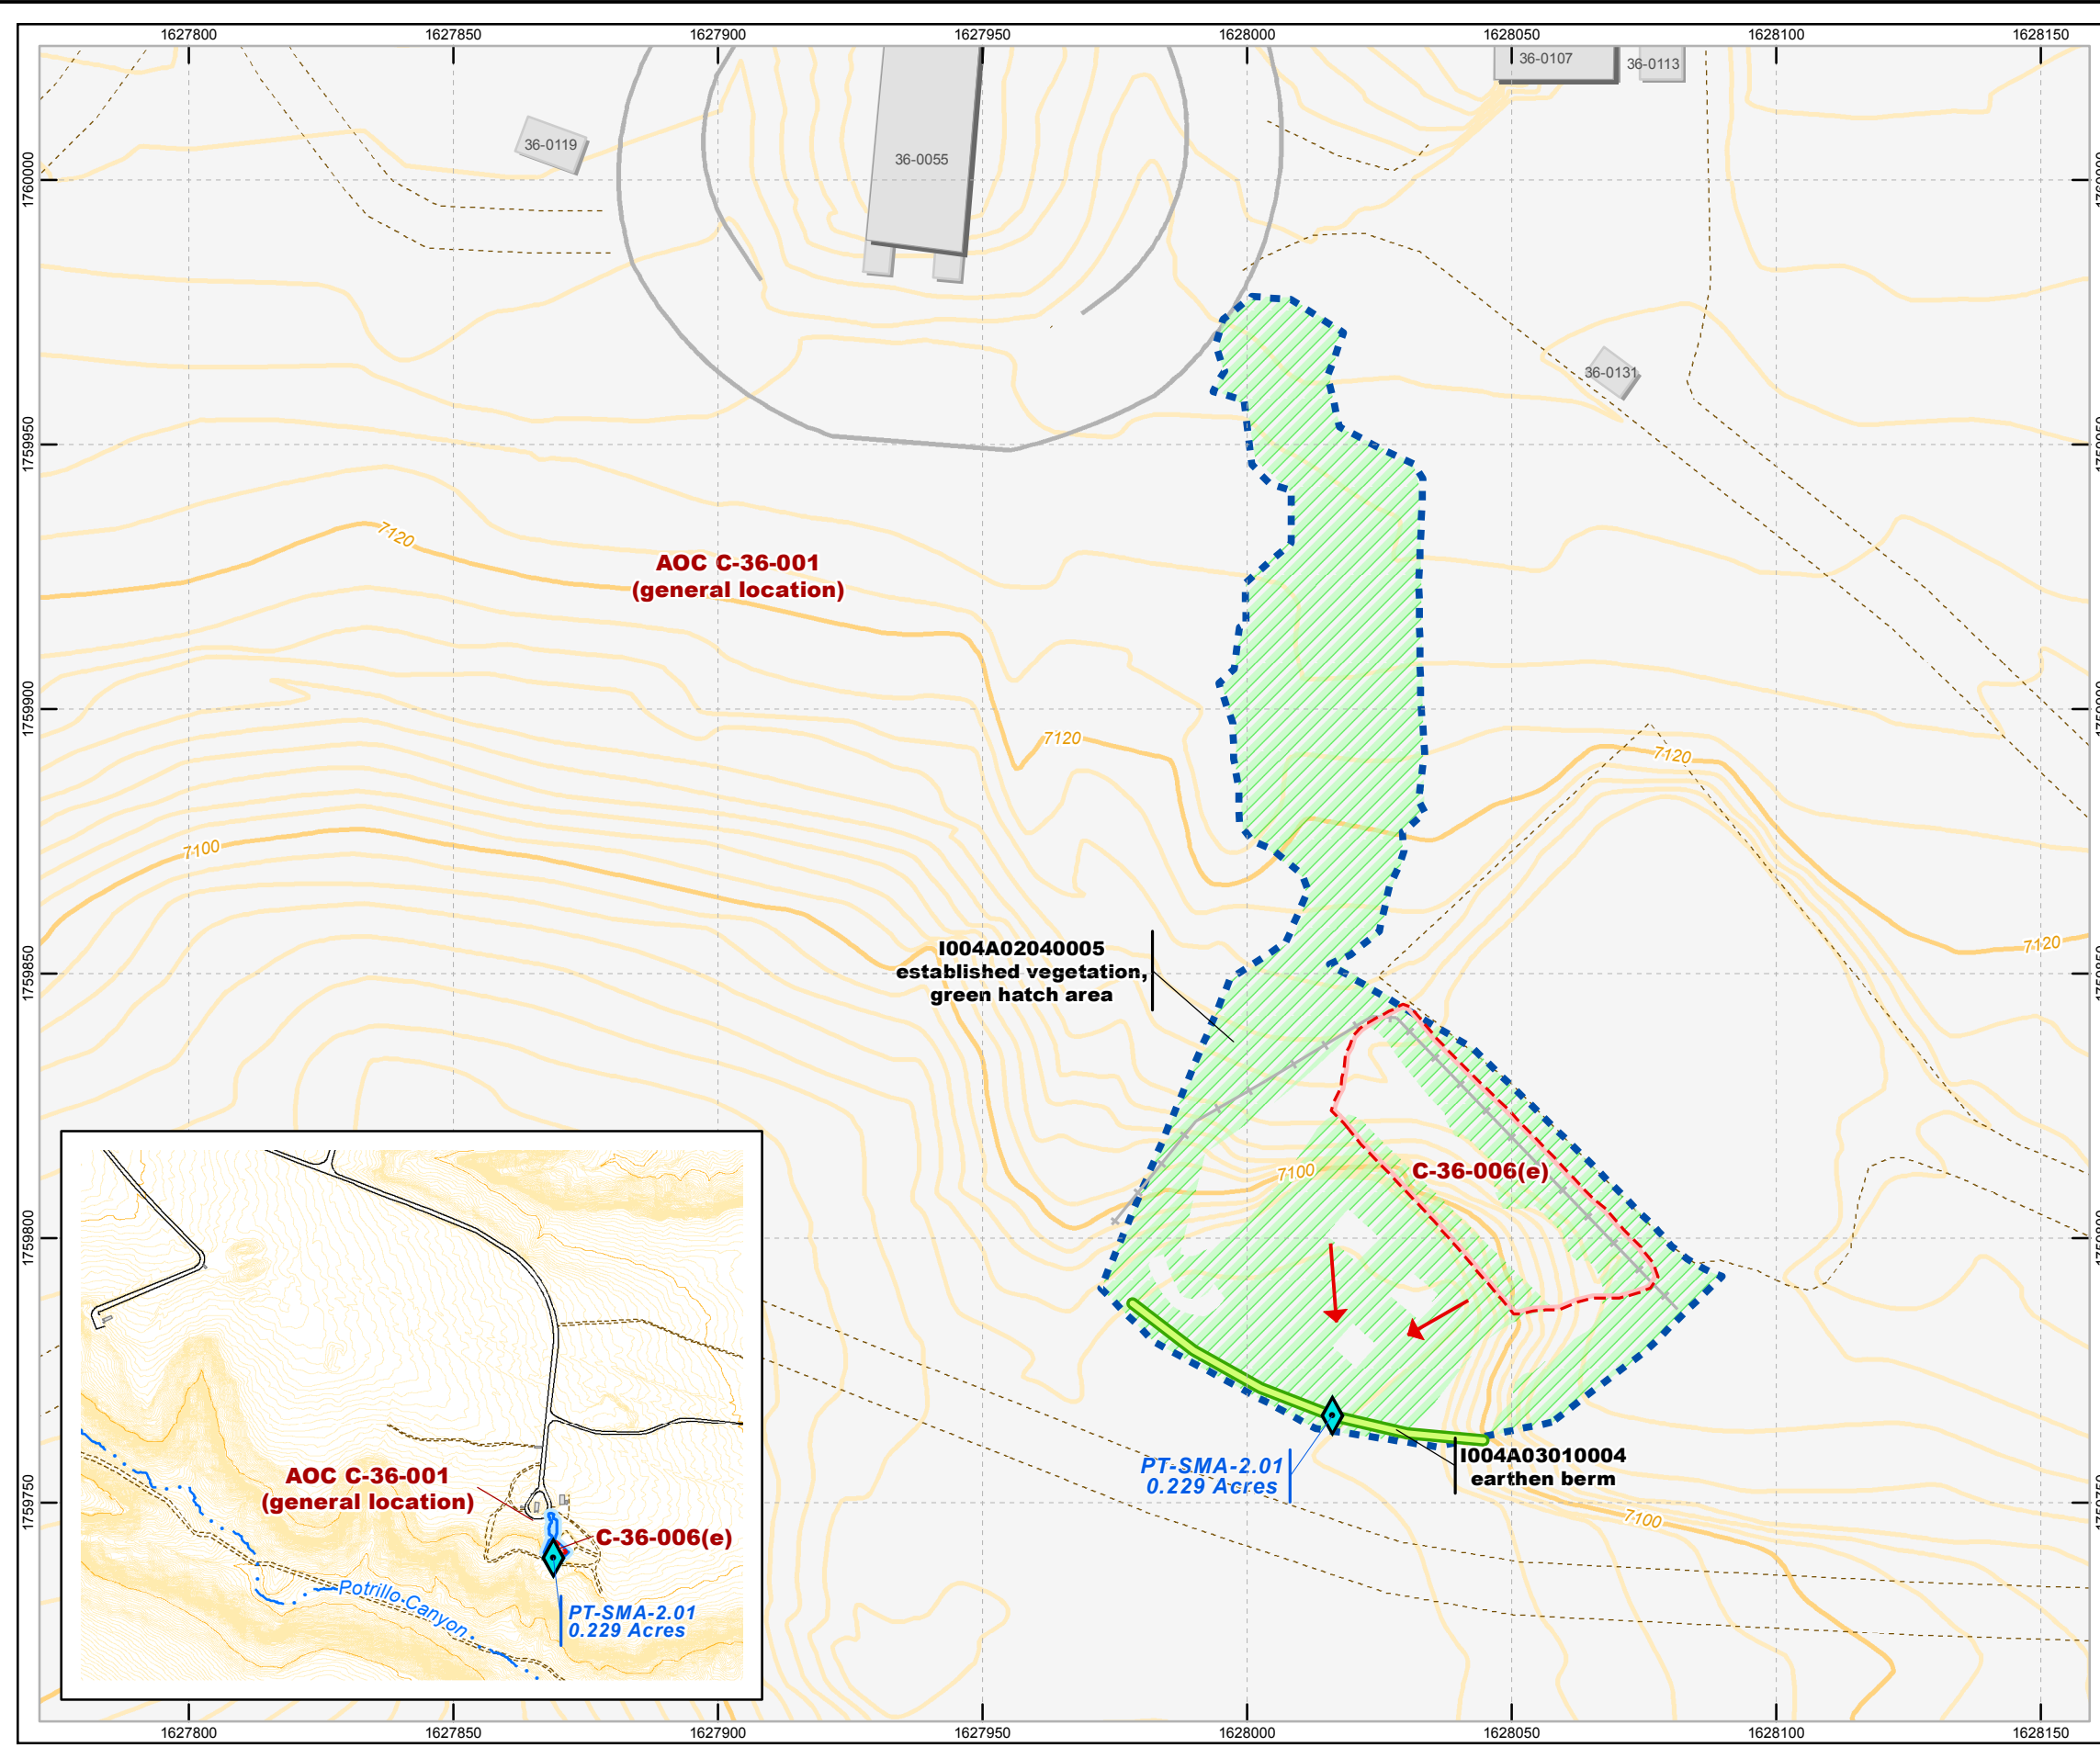 1627800 1627850 1627900 1627950 1628000 1628050 1628100 1628150
36-0107
36-0113
36-0119
36-0055
1760000
36-0131
1759950
7120
AOC C-36-001
(general location)
1759900
7120
7120
7100
7120
I004A02040005
established vegetation,
green hatch area
1759850
C-36-006(e)
7100
1759800
PT-SMA-2.01
0.229 Acres
I004A03010004
earthen berm
1759750
7100
AOC C-36-001
(general location)
C-36-006(e)
Potrillo Canyon
PT-SMA-2.01
0.229 Acres
1627800 1627850 1627900 1627950 1628000 1628050 1628100 1628150